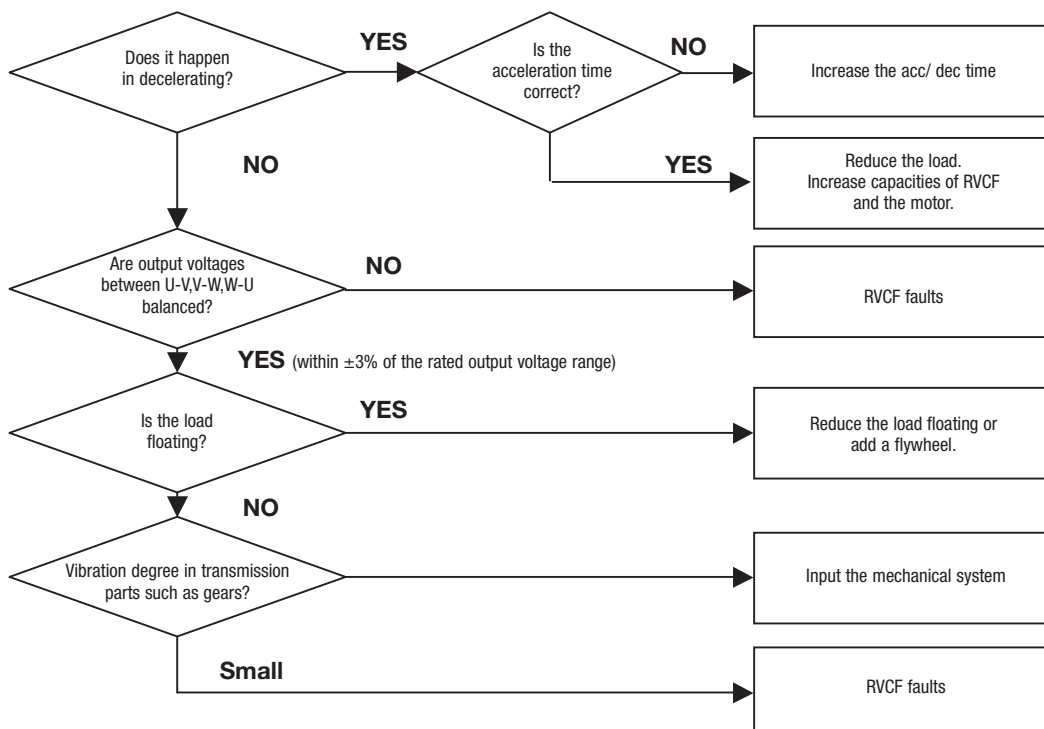 Does it happen
in decelerating?
YES
Is the
acceleration time
correct?
NO
Increase the acc/ dec time
YES
Reduce the load.
Increase capacities of RVCF
and the motor.
NO
Are output voltages
between U-V,V-W,W-U
balanced?
NO
RVCF faults
YES (within ±3% of the rated output voltage range)
Is the load
floating?
YES
Reduce the load floating or
add a flywheel.
NO
Vibration degree in transmission
parts such as gears?
Input the mechanical system
Small
RVCF faults